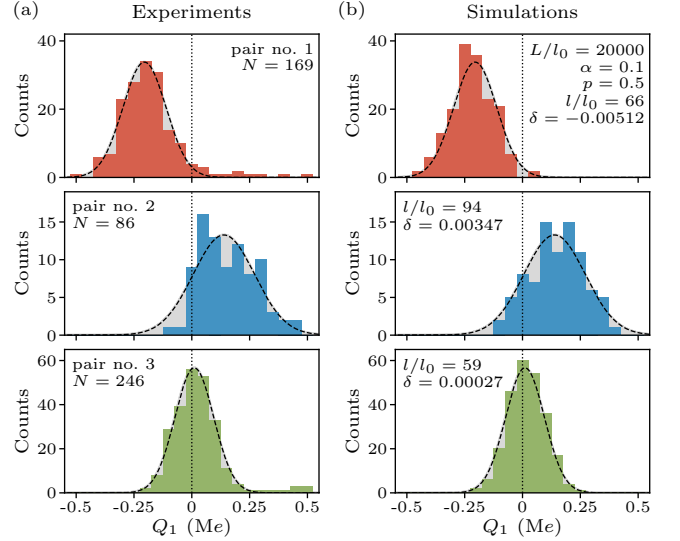 (a) Experiments (b) Simulations
Counts
40
20
0
pair no. 1
N = 169
Counts
40
20
0
L/l₀ = 20000
α = 0.1
p = 0.5
l/l₀ = 66
δ = −0.00512
Counts
15
10
5
0
pair no. 2
N = 86
Counts
15
10
5
0
l/l₀ = 94
δ = 0.00347
Counts
60
40
20
0
pair no. 3
N = 246
-0.5 -0.25 0 0.25 0.5
Q₁ (Me)
Counts
60
40
20
0
l/l₀ = 59
δ = 0.00027
-0.5 -0.25 0 0.25 0.5
Q₁ (Me)